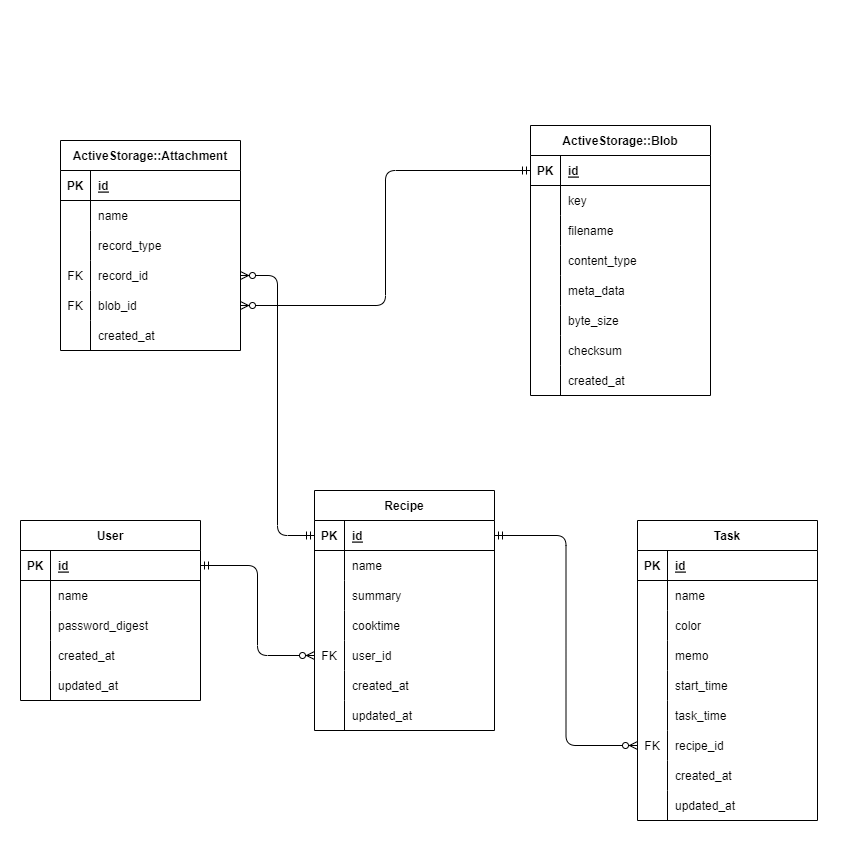 ActiveStorage::Attachment
PK id
name
record_type
FK record_id
FK blob_id
created_at
ActiveStorage::Blob
PK id
key
filename
content_type
meta_data
byte_size
checksum
created_at
User
PK id
name
password_digest
created_at
updated_at
Recipe
PK id
name
summary
cooktime
FK user_id
created_at
updated_at
Task
PK id
name
color
memo
start_time
task_time
FK recipe_id
created_at
updated_at